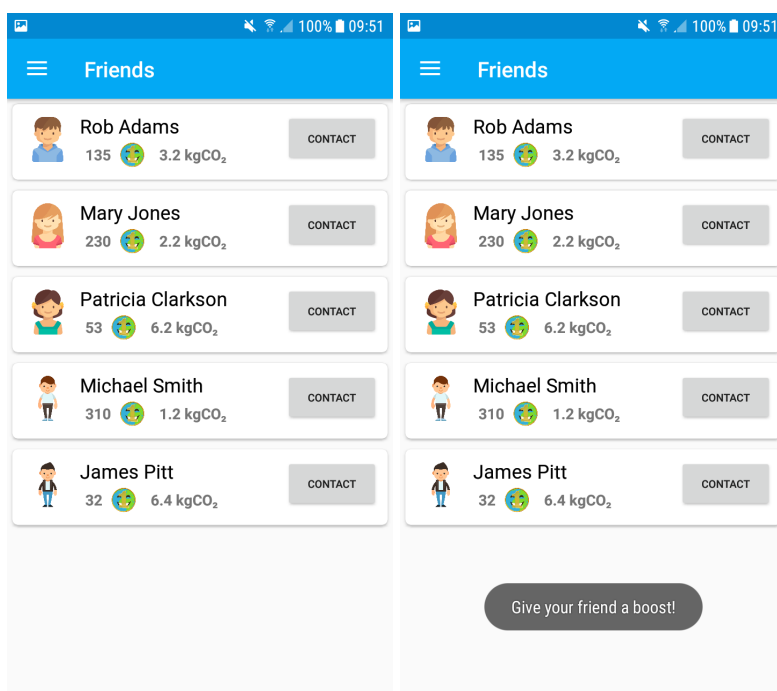 100% 09:51
Friends
Rob Adams
CONTACT
135 3.2 kgCO₂
Mary Jones
CONTACT
230 2.2 kgCO₂
Patricia Clarkson
CONTACT
53 6.2 kgCO₂
Michael Smith
CONTACT
310 1.2 kgCO₂
James Pitt
CONTACT
32 6.4 kgCO₂
100% 09:51
Friends
Rob Adams
CONTACT
135 3.2 kgCO₂
Mary Jones
CONTACT
230 2.2 kgCO₂
Patricia Clarkson
CONTACT
53 6.2 kgCO₂
Michael Smith
CONTACT
310 1.2 kgCO₂
James Pitt
CONTACT
32 6.4 kgCO₂
Give your friend a boost!